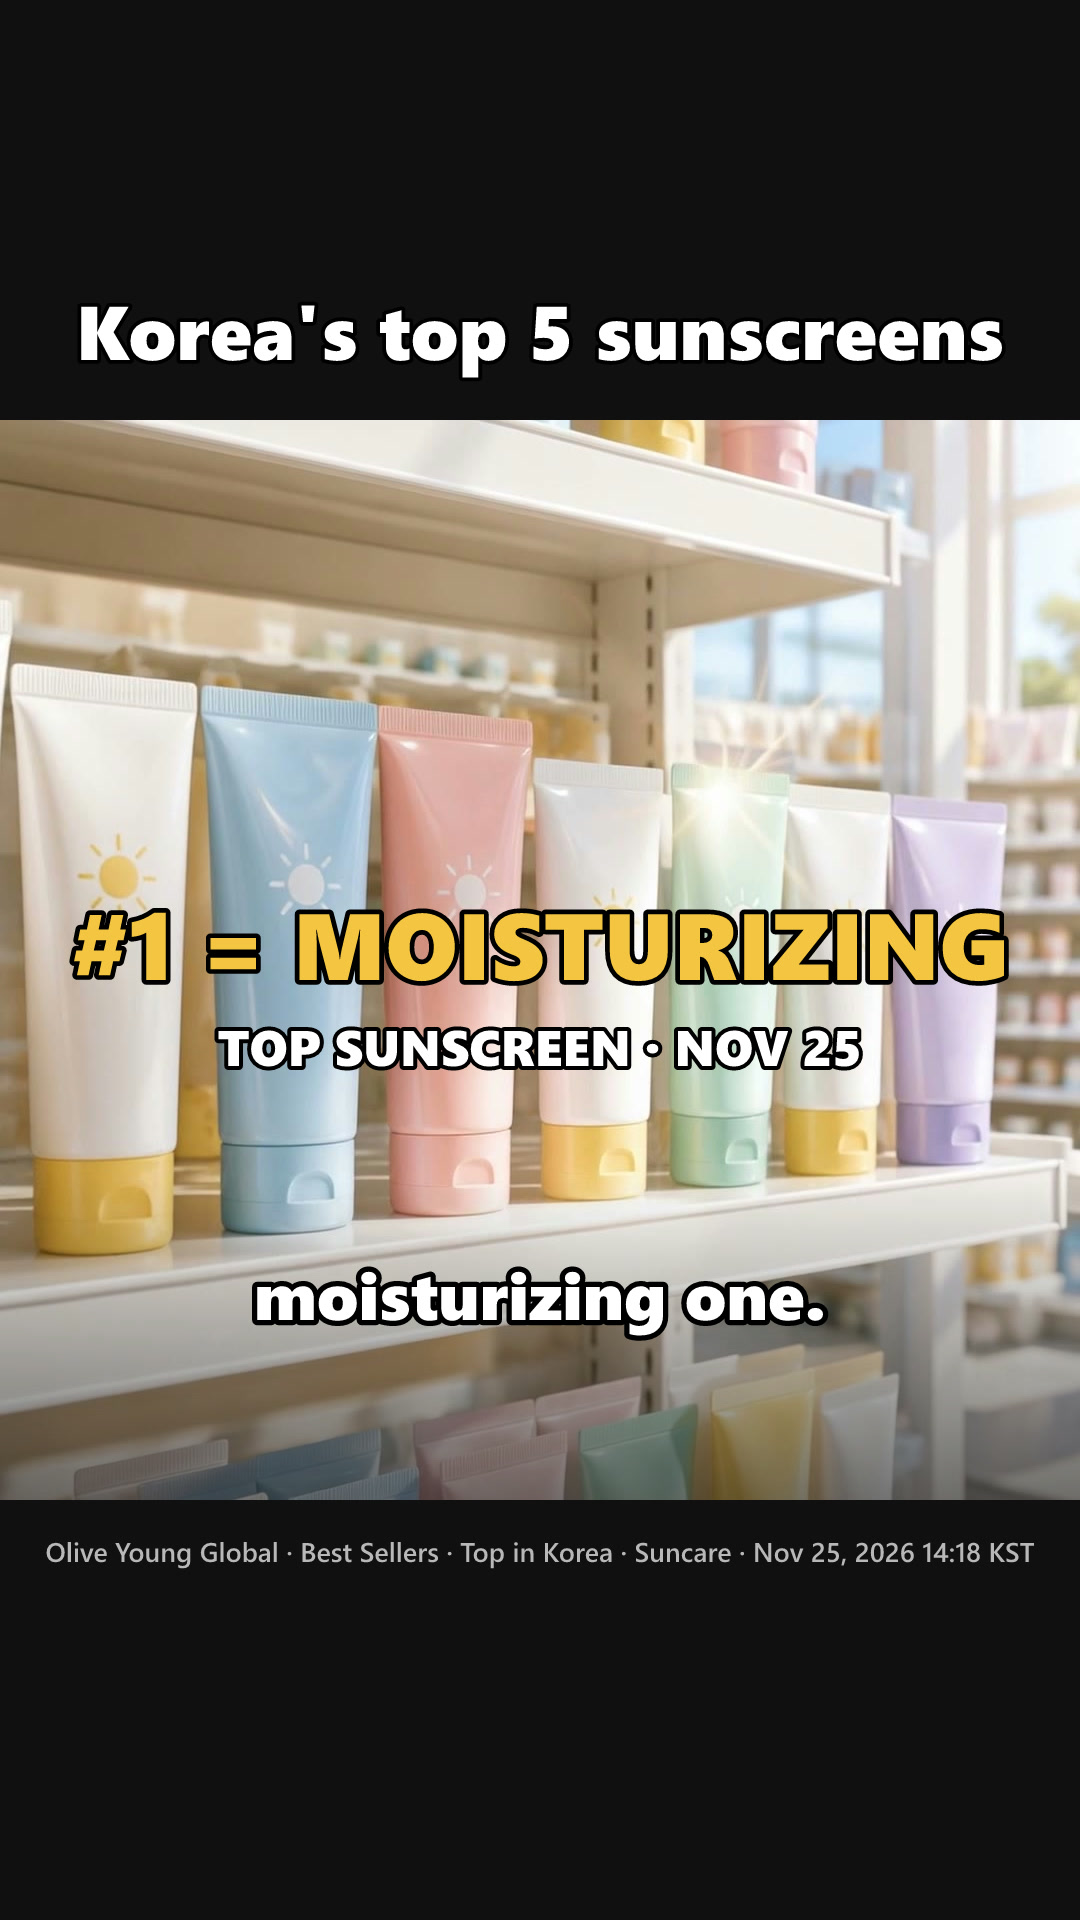 Korea's top 5 sunscreens
#1 = MOISTURIZING
TOP SUNSCREEN · NOV 25
moisturizing one.
Olive Young Global · Best Sellers · Top in Korea · Suncare · Nov 25, 2026 14:18 KST